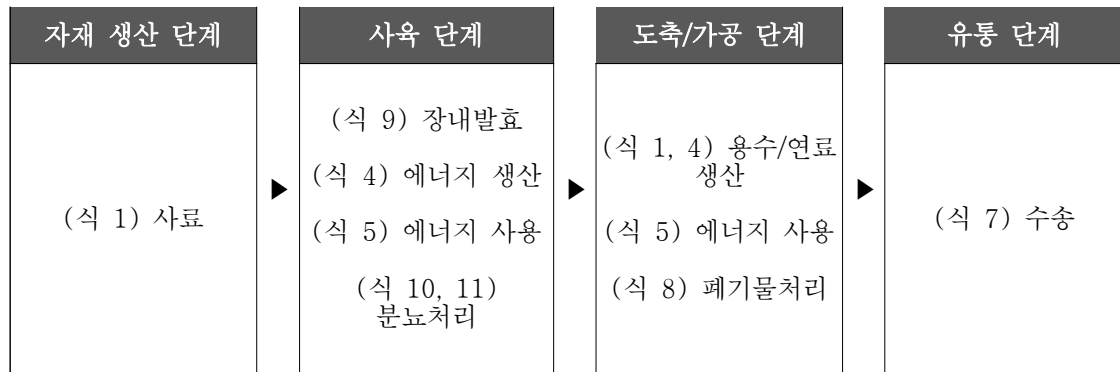 자재 생산 단계
(식 1) 사료
▶
사육 단계
(식 9) 장내발효
(식 4) 에너지 생산
(식 5) 에너지 사용
(식 10, 11)
분뇨처리
▶
도축/가공 단계
(식 1, 4) 용수/연료
생산
(식 5) 에너지 사용
(식 8) 폐기물처리
▶
유통 단계
(식 7) 수송